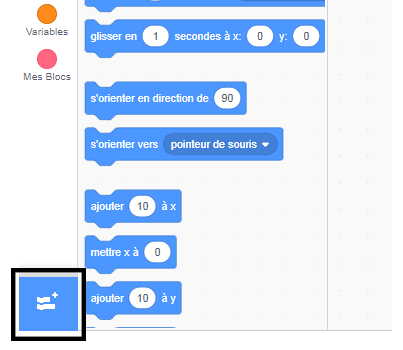 Variables
Mes Blocs
glisser en 1 secondes à x: 0 y: 0
s'orienter en direction de 90
s'orienter vers pointeur de souris
ajouter 10 à x
mettre x à 0
ajouter 10 à y